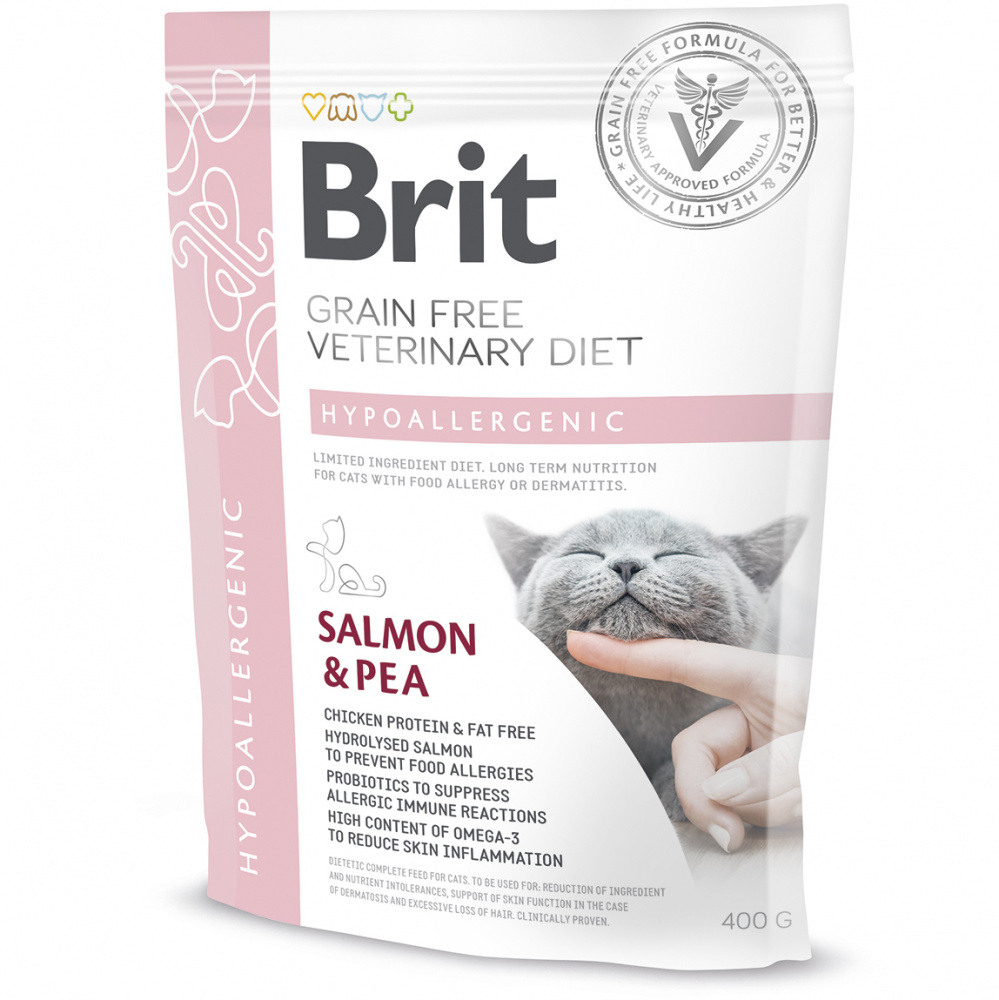 Brit
GRAIN FREE FORMULA FOR BETTER & HEALTHY LIFE *
VETERINARY APPROVED FORMULA
V
GRAIN FREE
VETERINARY DIET
HYPOALLERGENIC
LIMITED INGREDIENT DIET. LONG TERM NUTRITION
FOR CATS WITH FOOD ALLERGY OR DERMATITIS.
SALMON
& PEA
CHICKEN PROTEIN & FAT FREE
HYDROLYSED SALMON
TO PREVENT FOOD ALLERGIES
PROBIOTICS TO SUPPRESS
ALLERGIC IMMUNE REACTIONS
HIGH CONTENT OF OMEGA-3
TO REDUCE SKIN INFLAMMATION
DIETETIC COMPLETE FEED FOR CATS. TO BE USED FOR: REDUCTION OF INGREDIENT
AND NUTRIENT INTOLERANCES, SUPPORT OF SKIN FUNCTION IN THE CASE
OF DERMATOSIS AND EXCESSIVE LOSS OF HAIR. CLINICALLY PROVEN.
400 G
HYPOALLERGENIC